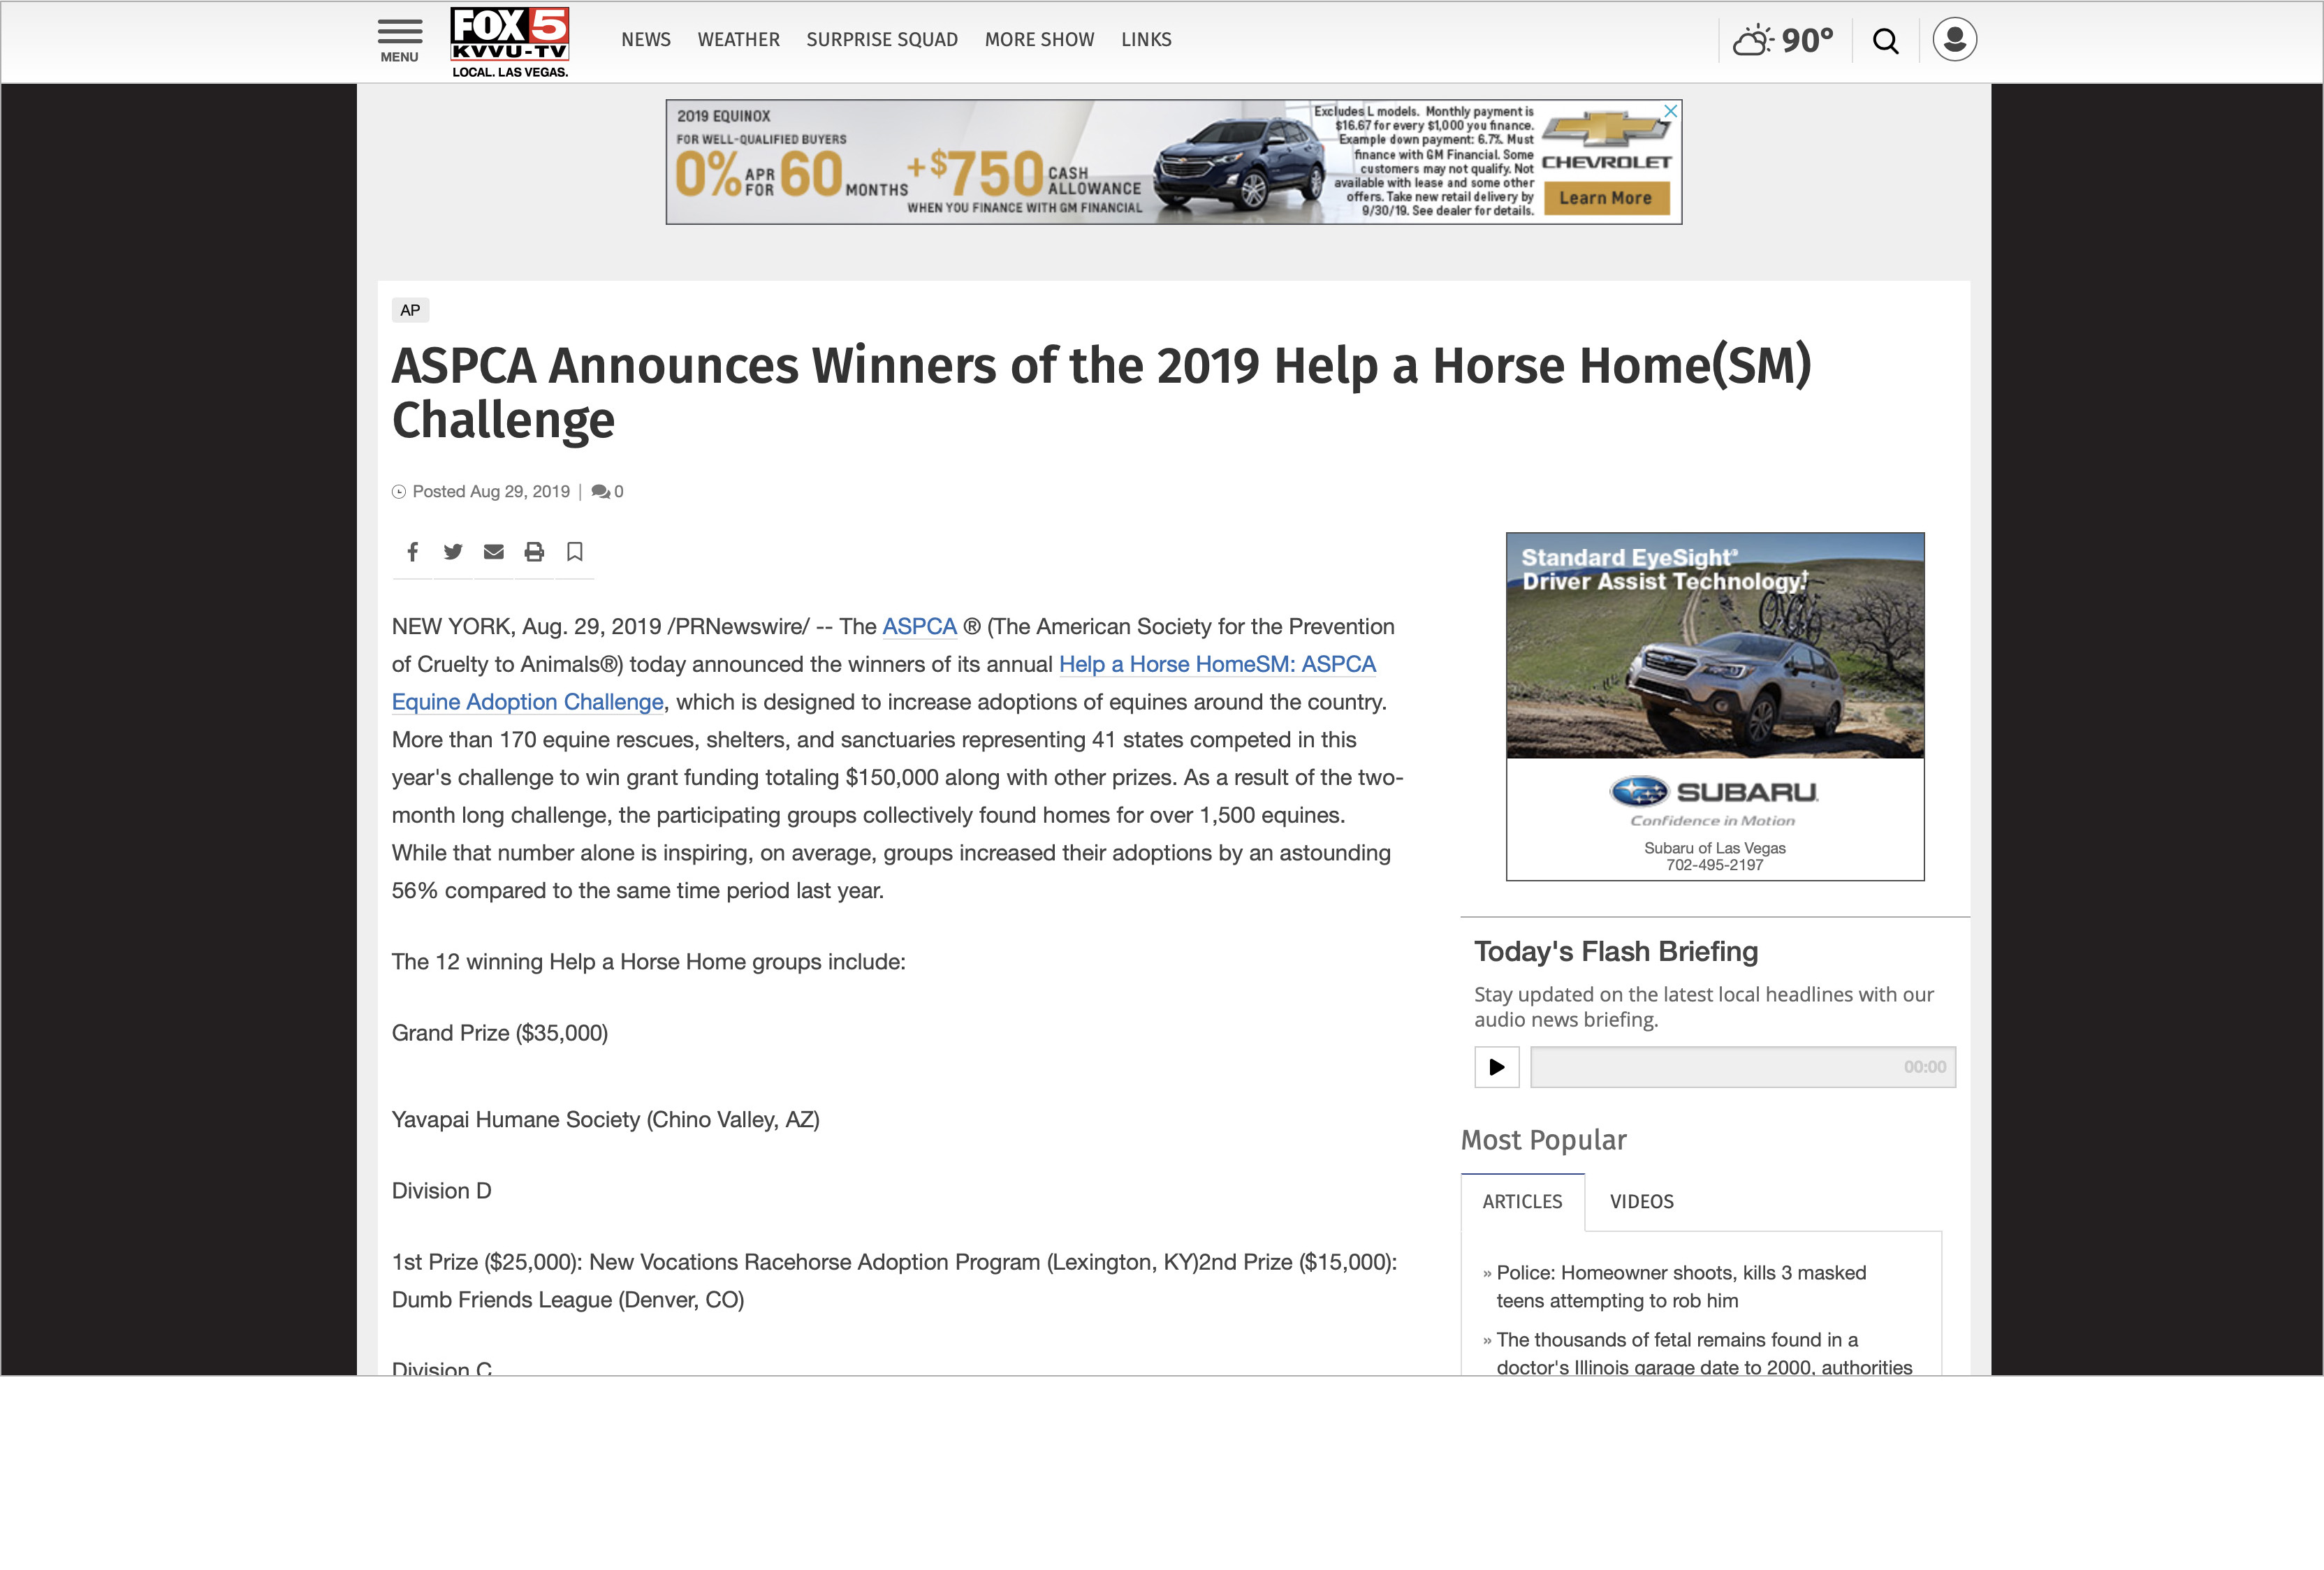 MENU
FOX 5
KVVU-TV
LOCAL. LAS VEGAS.
NEWS WEATHER SURPRISE SQUAD MORE SHOW LINKS
90°
2019 EQUINOX
FOR WELL-QUALIFIED BUYERS
0% APR FOR 60 MONTHS + $750 CASH ALLOWANCE
WHEN YOU FINANCE WITH GM FINANCIAL
Excludes L models. Monthly payment is
$16.67 for every $1,000 you finance.
Example down payment: 6.7%. Must
finance with GM Financial. Some
customers may not qualify. Not
available with lease and some other
offers. Take new retail delivery by
9/30/19. See dealer for details.
CHEVROLET
Learn More
AP
ASPCA Announces Winners of the 2019 Help a Horse Home(SM)
Challenge
Posted Aug 29, 2019 | 0
NEW YORK, Aug. 29, 2019 /PRNewswire/ -- The ASPCA ® (The American Society for the Prevention
of Cruelty to Animals®) today announced the winners of its annual Help a Horse HomeSM: ASPCA
Equine Adoption Challenge, which is designed to increase adoptions of equines around the country.
More than 170 equine rescues, shelters, and sanctuaries representing 41 states competed in this
year's challenge to win grant funding totaling $150,000 along with other prizes. As a result of the two-
month long challenge, the participating groups collectively found homes for over 1,500 equines.
While that number alone is inspiring, on average, groups increased their adoptions by an astounding
56% compared to the same time period last year.
The 12 winning Help a Horse Home groups include:
Grand Prize ($35,000)
Yavapai Humane Society (Chino Valley, AZ)
Division D
1st Prize ($25,000): New Vocations Racehorse Adoption Program (Lexington, KY)2nd Prize ($15,000):
Dumb Friends League (Denver, CO)
Division C
Standard EyeSight®
Driver Assist Technology.†
SUBARU
Confidence in Motion
Subaru of Las Vegas
702-495-2197
Today's Flash Briefing
Stay updated on the latest local headlines with our
audio news briefing.
00:00
Most Popular
ARTICLES VIDEOS
» Police: Homeowner shoots, kills 3 masked
teens attempting to rob him
» The thousands of fetal remains found in a
doctor's Illinois garage date to 2000, authorities